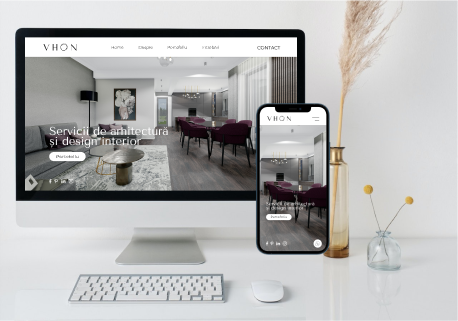 VHON
Home Despre Portofoliu Întrebări CONTACT
Servicii de arhitectură
și design interior
Portofoliu
VHON
Servicii de arhitectură
și design interior
Portofoliu